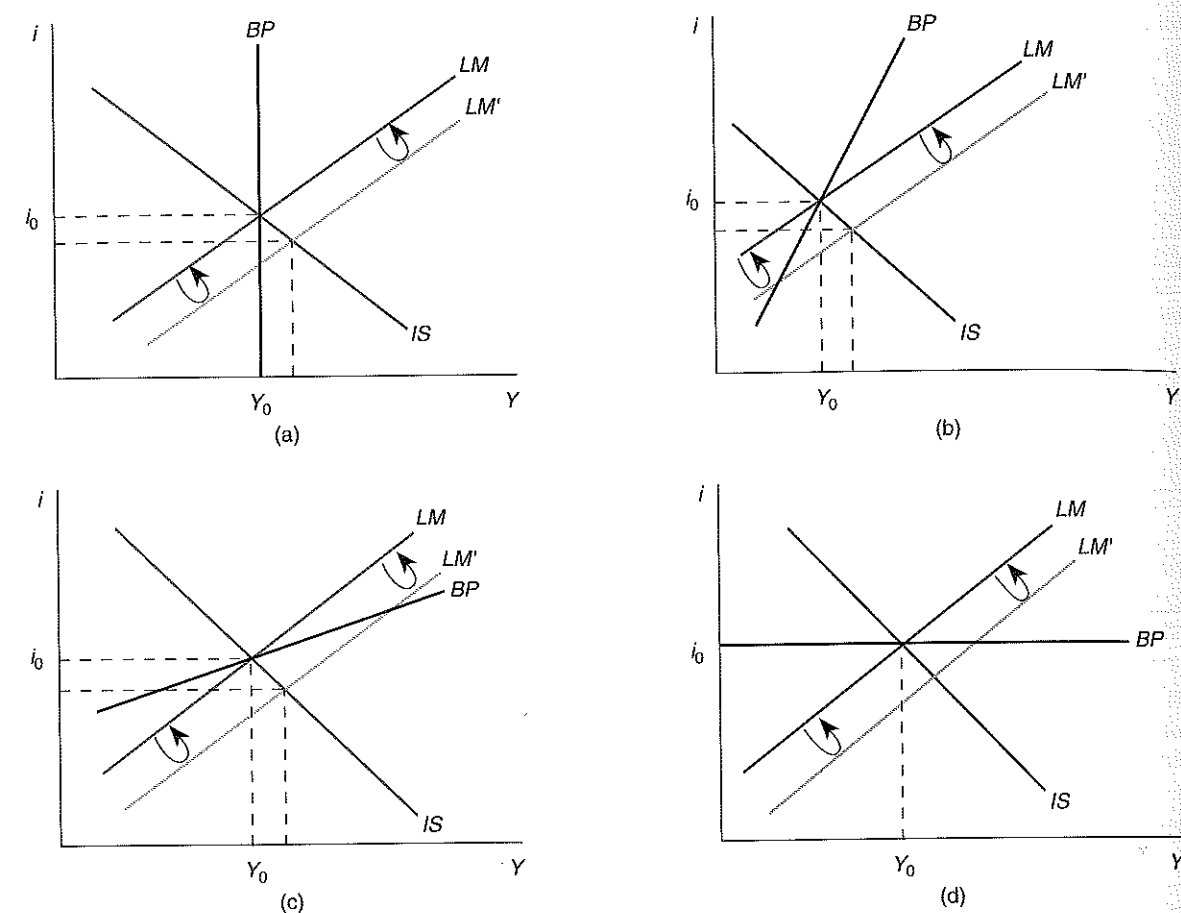 i
BP
LM
LM'
i₀
IS
Y₀
Y
(a)
i
BP
LM
LM'
i₀
IS
Y₀
Y
(b)
i
LM
LM'
BP
i₀
IS
Y₀
Y
(c)
i
LM
LM'
i₀
BP
IS
Y₀
Y
(d)